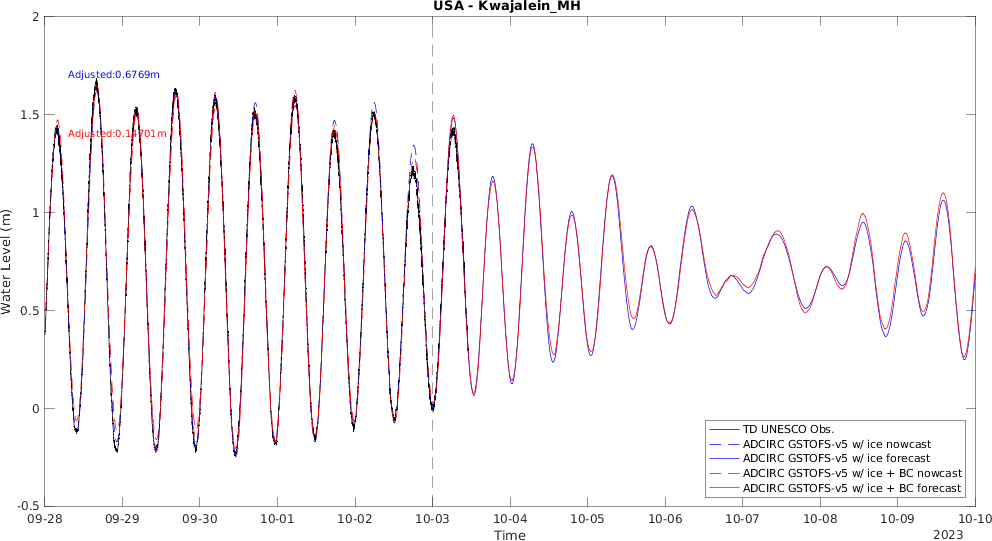 USA - Kwajalein_MH
2
1.5
1
0.5
0
-0.5
Water Level (m)
Adjusted:0.6769m
Adjusted:0.14701m
TD UNESCO Obs.
ADCIRC GSTOFS-v5 w/ ice nowcast
ADCIRC GSTOFS-v5 w/ ice forecast
ADCIRC GSTOFS-v5 w/ ice + BC nowcast
ADCIRC GSTOFS-v5 w/ ice + BC forecast
09-28 09-29 09-30 10-01 10-02 10-03 10-04 10-05 10-06 10-07 10-08 10-09 10-10
Time
2023